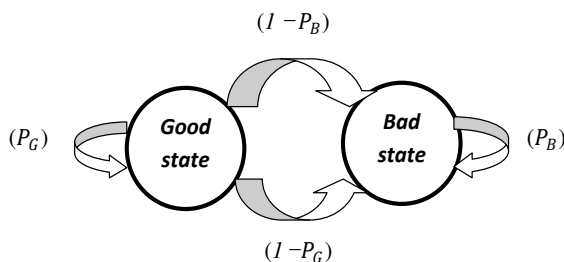 (1 −P_B)
(P_G)
Good
state
Bad
state
(P_B)
(1−P_G)